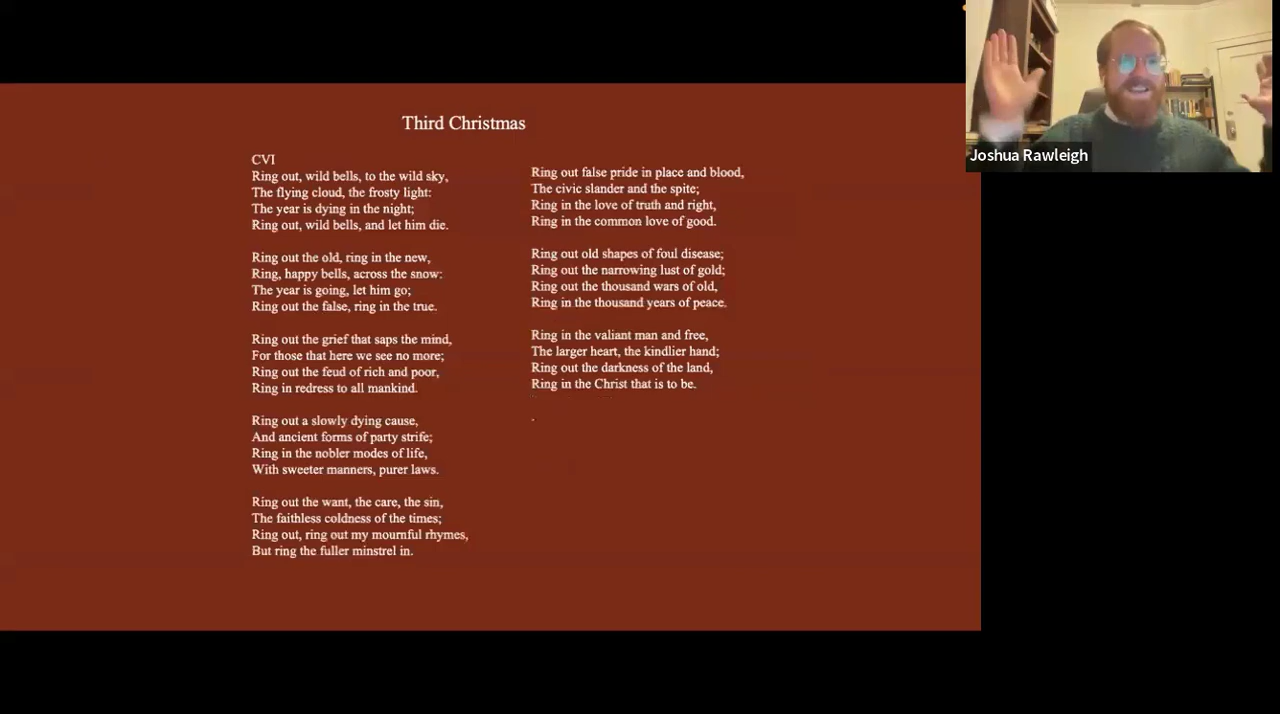 Third Christmas
CVI
Ring out, wild bells, to the wild sky,
The flying cloud, the frosty light:
The year is dying in the night;
Ring out, wild bells, and let him die.
Ring out the old, ring in the new,
Ring, happy bells, across the snow:
The year is going, let him go;
Ring out the false, ring in the true.
Ring out the grief that saps the mind,
For those that here we see no more;
Ring out the feud of rich and poor,
Ring in redress to all mankind.
Ring out a slowly dying cause,
And ancient forms of party strife;
Ring in the nobler modes of life,
With sweeter manners, purer laws.
Ring out the want, the care, the sin,
The faithless coldness of the times;
Ring out, ring out my mournful rhymes,
But ring the fuller minstrel in.
Ring out false pride in place and blood,
The civic slander and the spite;
Ring in the love of truth and right,
Ring in the common love of good.
Ring out old shapes of foul disease;
Ring out the narrowing lust of gold;
Ring out the thousand wars of old,
Ring in the thousand years of peace.
Ring in the valiant man and free,
The larger heart, the kindlier hand;
Ring out the darkness of the land,
Ring in the Christ that is to be.
.
Joshua Rawleigh